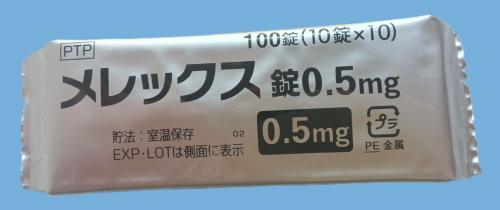 PTP
100錠(10錠×10)
メレックス錠0.5mg
貯法:室温保存
02
EXP・LOTは側面に表示
0.5mg
プラ
PE 金属